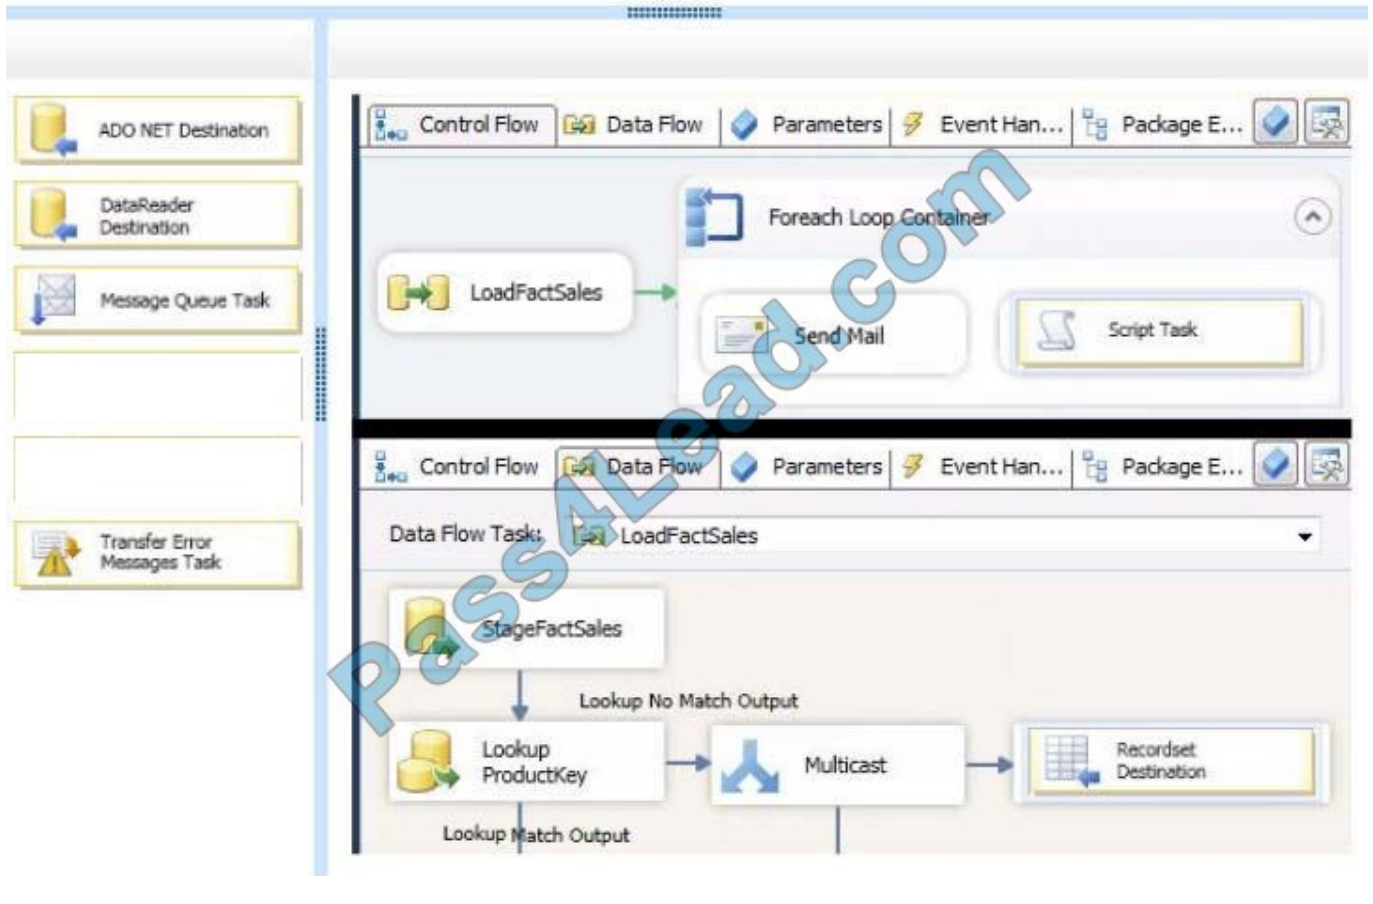 ADO NET Destination
DataReader
Destination
Message Queue Task
Transfer Error
Messages Task
Control Flow
Data Flow
Parameters
Event Han...
Package E...
Foreach Loop Container
LoadFactSales
Send Mail
Script Task
Control Flow
Data Flow
Parameters
Event Han...
Package E...
Data Flow Task:
LoadFactSales
StageFactSales
Lookup No Match Output
Lookup
ProductKey
Multicast
Recordset
Destination
Lookup Match Output
Pass4Lead.com